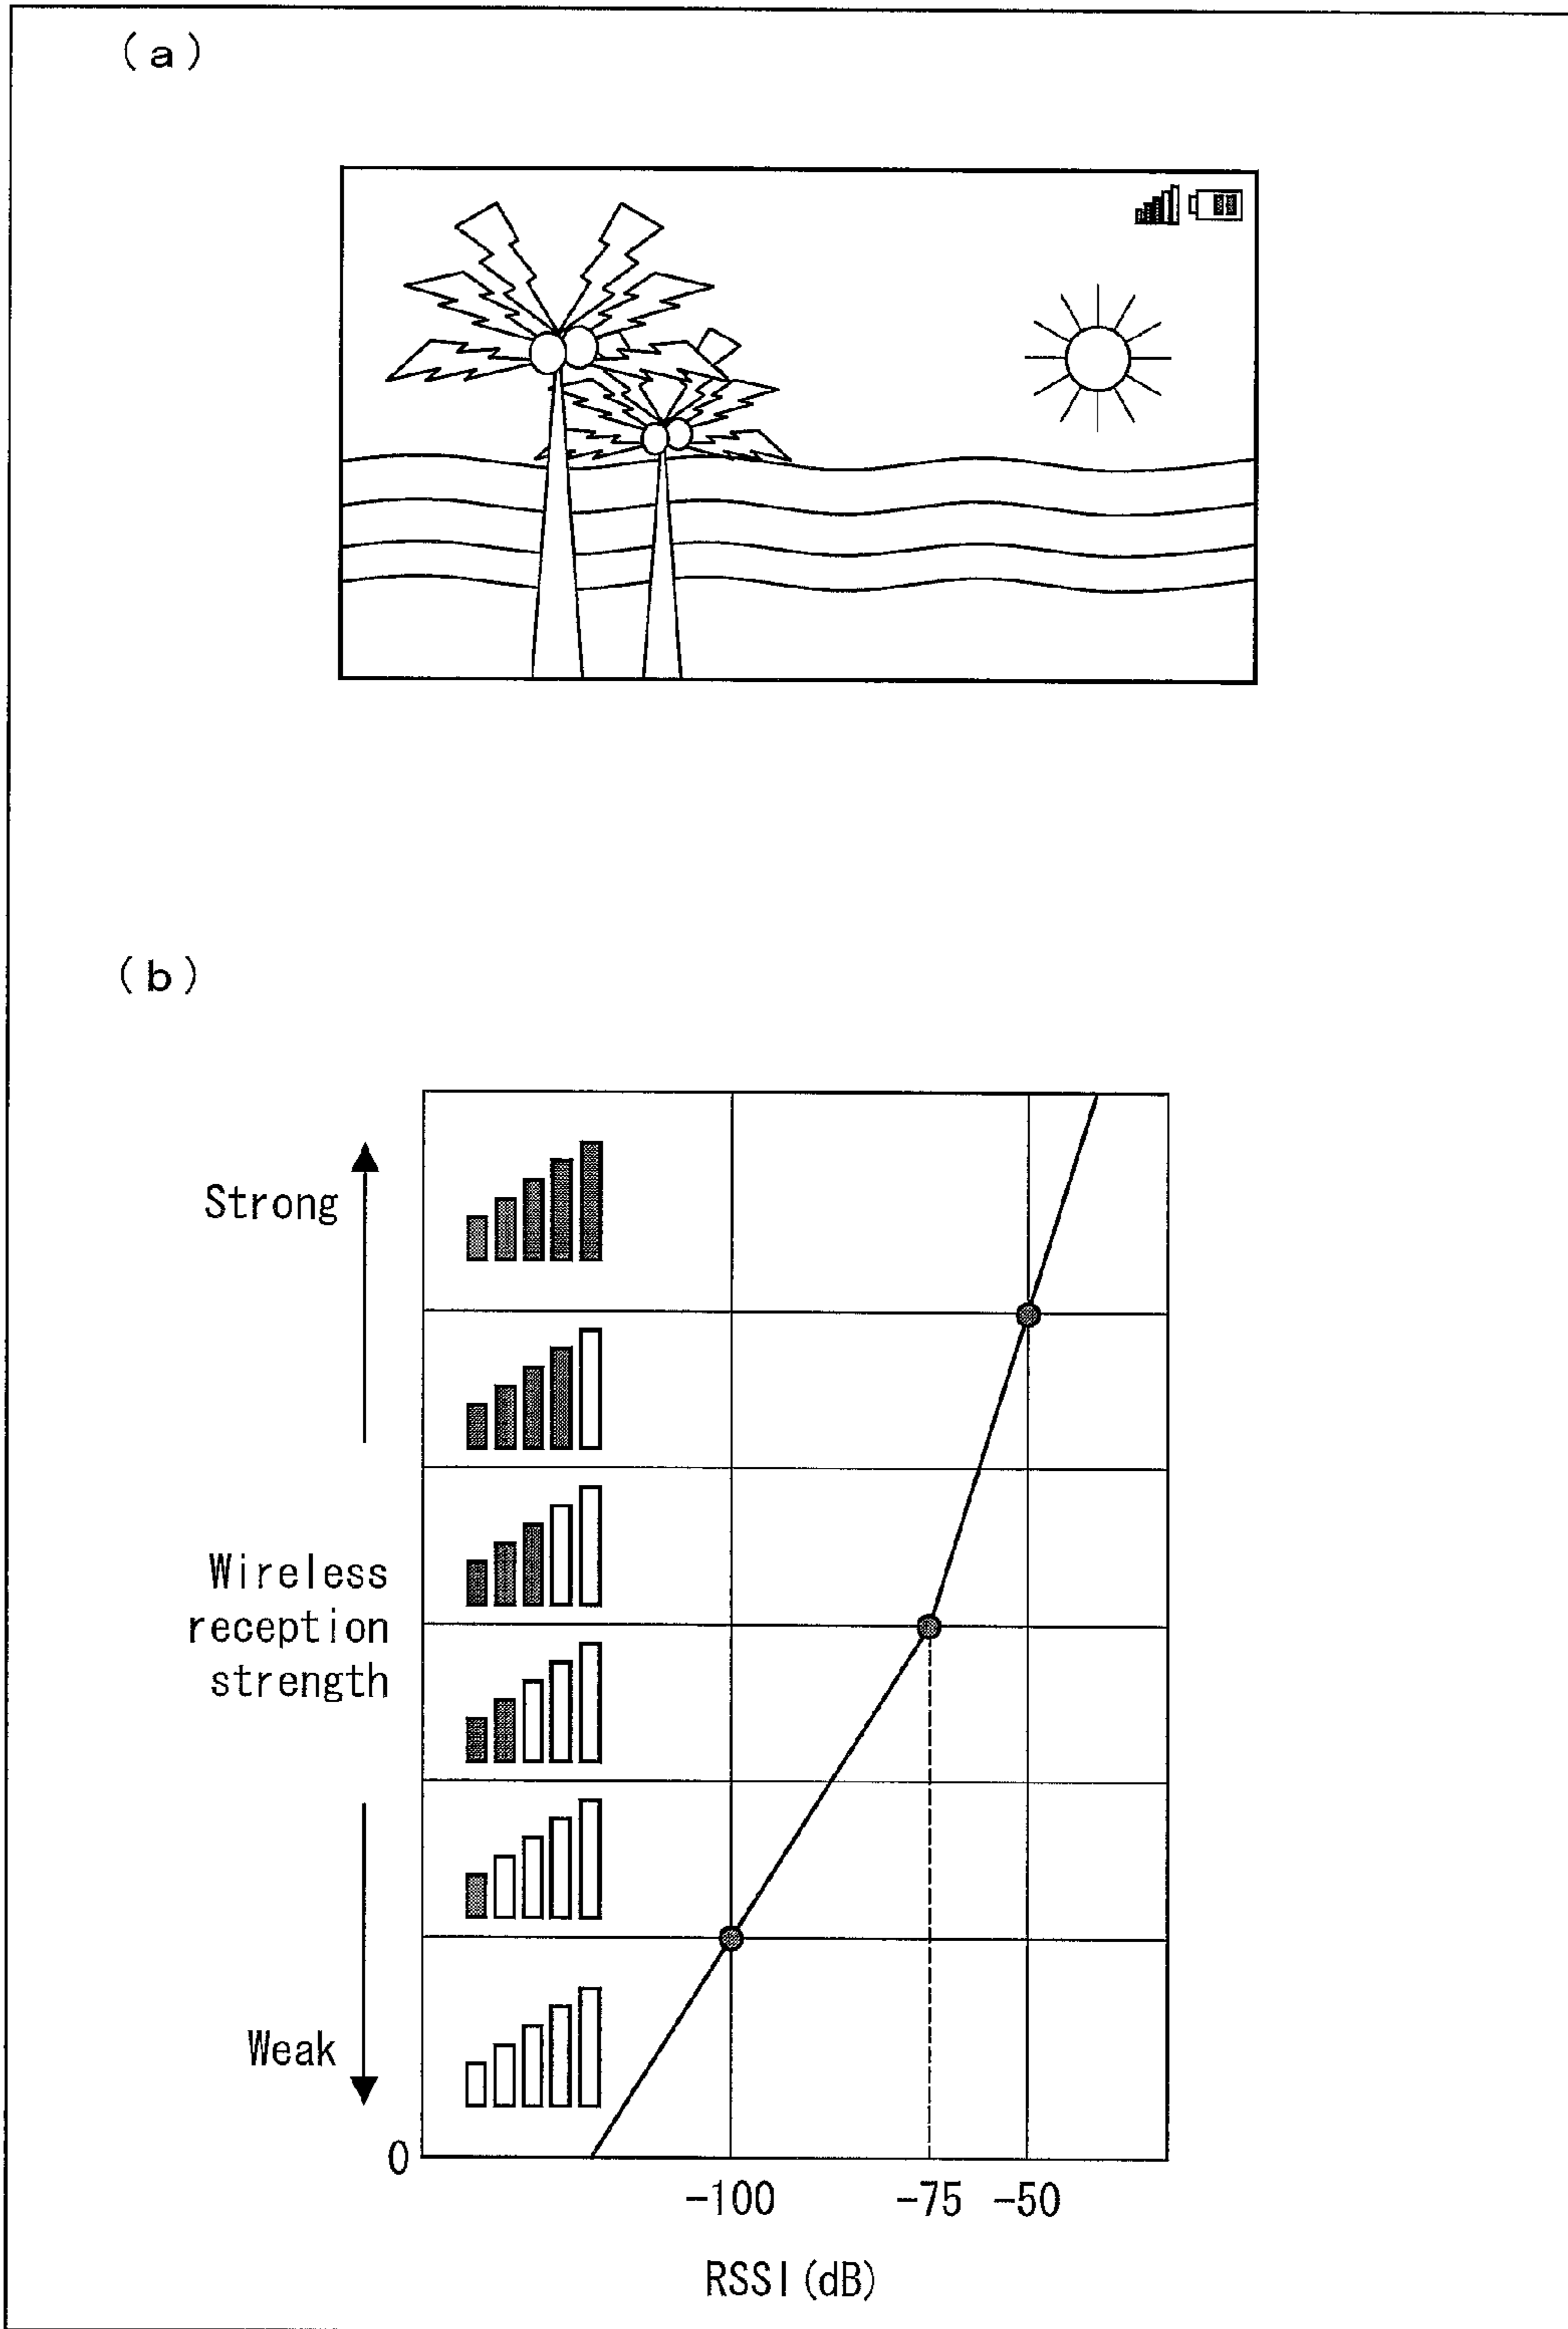 (a)
(b)
Strong
Wireless
reception
strength
Weak
0
-100 -75 -50
RSSI(dB)